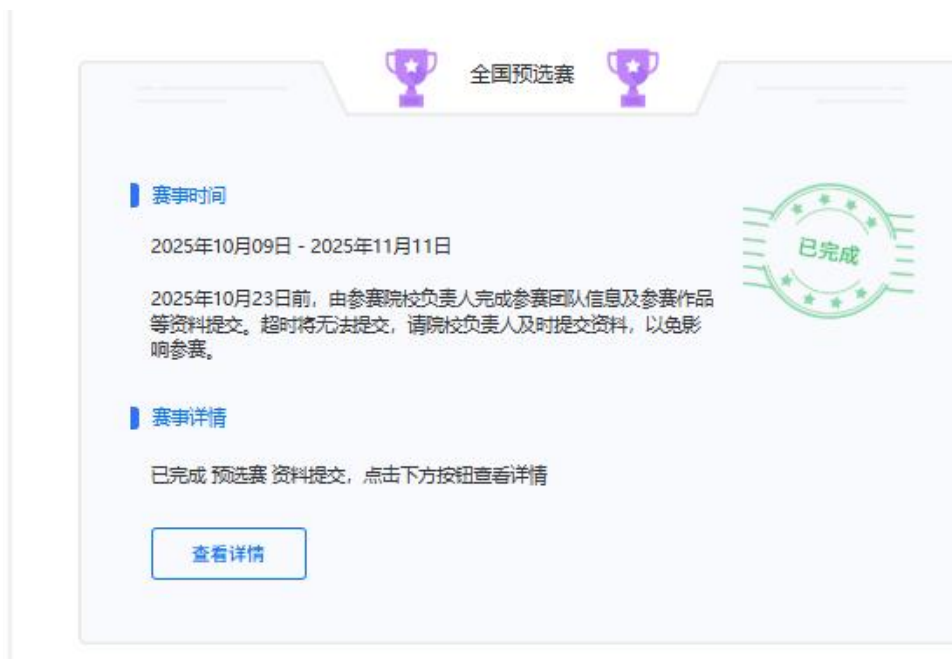 全国预选赛
赛事时间
已完成
2025年10月09日 - 2025年11月11日
2025年10月23日前，由参赛院校负责人完成参赛团队信息及参赛作品
等资料提交。超时将无法提交，请院校负责人及时提交资料，以免影
响参赛。
赛事详情
已完成 预选赛 资料提交，点击下方按钮查看详情
查看详情